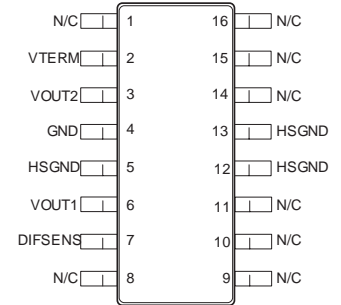 N/C 1 16 N/C
VTERM 2 15 N/C
VOUT2 3 14 N/C
GND 4 13 HSGND
HSGND 5 12 HSGND
VOUT1 6 11 N/C
DIFSENS 7 10 N/C
N/C 8 9 N/C